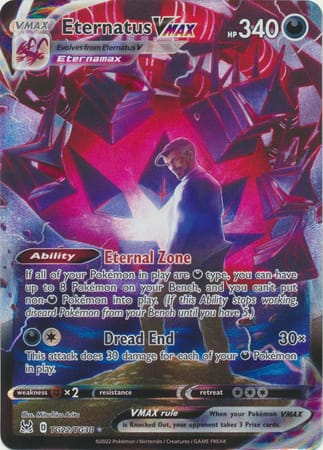 VMAX
Eternatus VMAX
HP 340
Evolves from Eternatus V
Eternamax
Ability Eternal Zone
If all of your Pokémon in play are type, you can have
up to 8 Pokémon on your Bench, and you can't put
non- Pokémon into play. (If this Ability stops working,
discard Pokémon from your Bench until you have 5.)
Dread End 30×
This attack does 30 damage for each of your Pokémon
in play.
weakness ×2 resistance retreat
Illus.
TG22/TG30
VMAX rule
When your Pokémon VMAX
is Knocked Out, your opponent takes 3 Prize cards.
©2022 Pokémon / Nintendo / Creatures / GAME FREAK